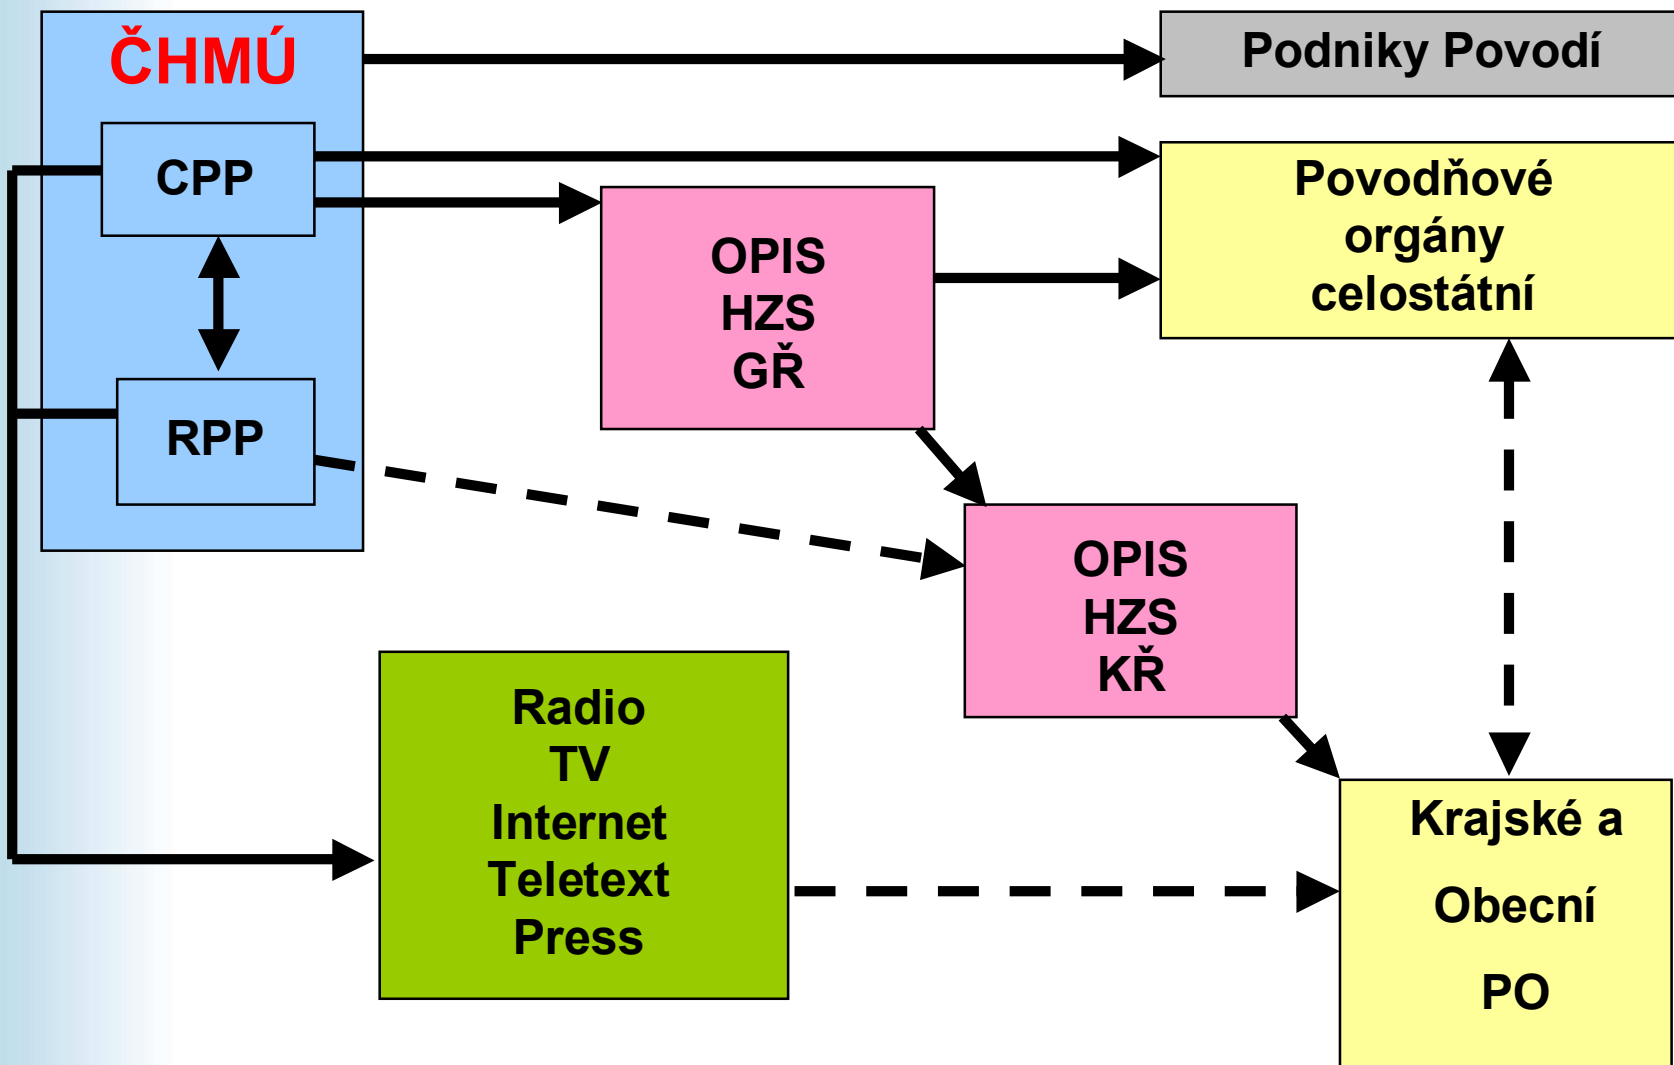 ČHMÚ
Podniky Povodí
CPP
Povodňové
orgány
celostátní
OPIS
HZS
GŘ
RPP
OPIS
HZS
KŘ
Radio
TV
Internet
Teletext
Press
Krajské a
Obecní
PO